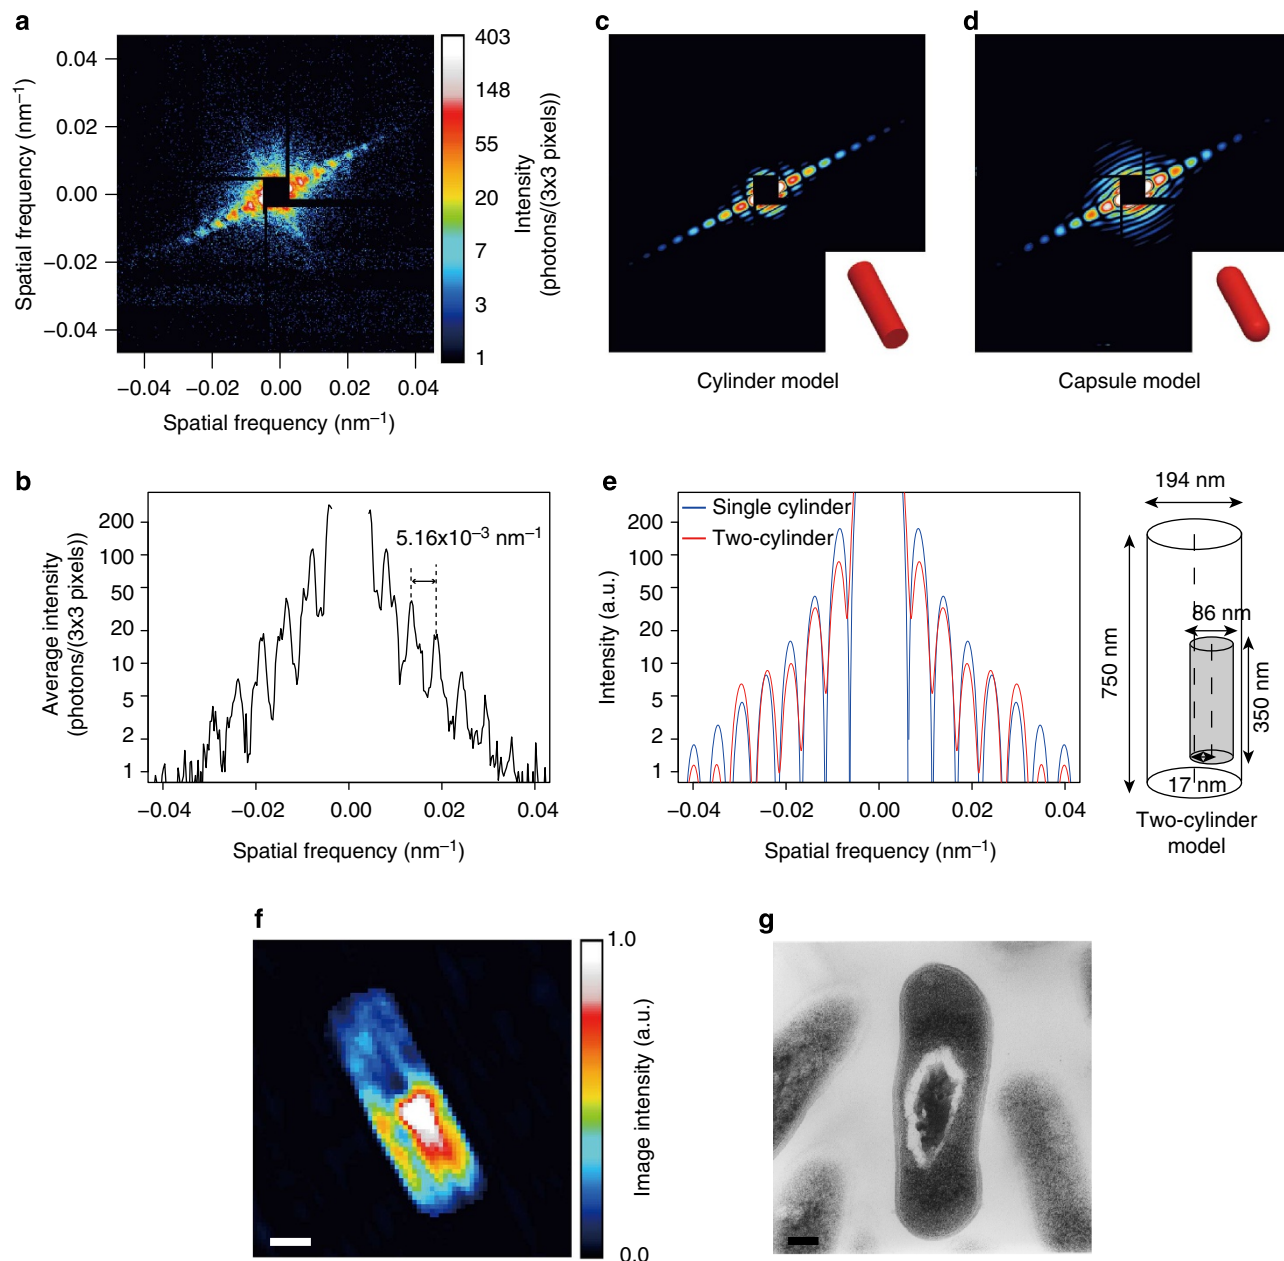 a
403
148
55
20
7
3
1
Intensity
(photons/(3x3 pixels))
Spatial frequency (nm⁻¹)
0.04
0.02
0.00
−0.02
−0.04
−0.04 −0.02 0.00 0.02 0.04
Spatial frequency (nm⁻¹)
c
Cylinder model
d
Capsule model
b
Average intensity
(photons/(3x3 pixels))
200
100
50
20
10
5
2
1
5.16x10⁻³ nm⁻¹
−0.04 −0.02 0.00 0.02 0.04
Spatial frequency (nm⁻¹)
e
Single cylinder
Two-cylinder
Intensity (a.u.)
200
100
50
20
10
5
2
1
−0.04 −0.02 0.00 0.02 0.04
Spatial frequency (nm⁻¹)
194 nm
86 nm
750 nm
350 nm
17 nm
Two-cylinder
model
f
1.0
Image intensity (a.u.)
0.0
g